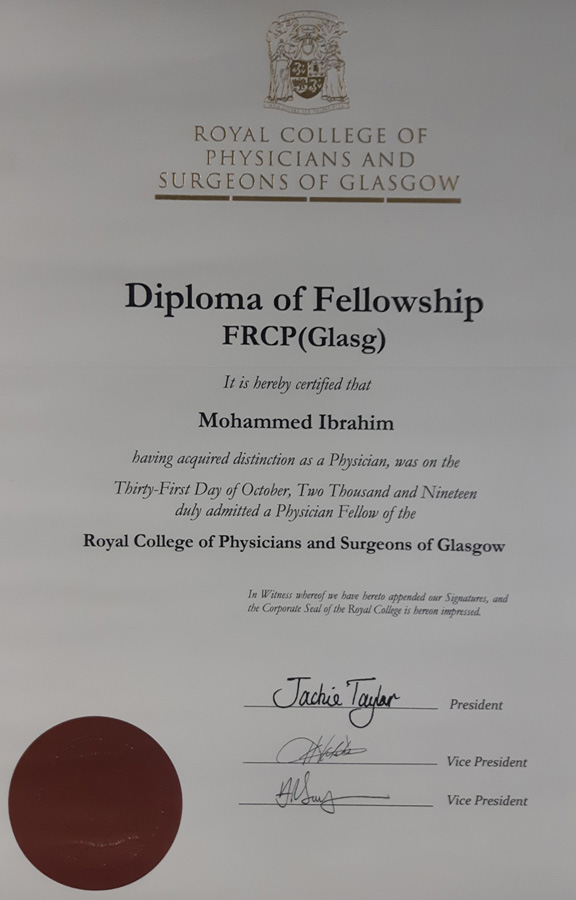 ROYAL COLLEGE OF
PHYSICIANS AND
SURGEONS OF GLASGOW
Diploma of Fellowship
FRCP(Glasg)
It is hereby certified that
Mohammed Ibrahim
having acquired distinction as a Physician, was on the
Thirty-First Day of October, Two Thousand and Nineteen
duly admitted a Physician Fellow of the
Royal College of Physicians and Surgeons of Glasgow
In Witness whereof we have hereto appended our Signatures, and
the Corporate Seal of the Royal College is hereon impressed.
Jackie Taylor President
Vice President
Vice President